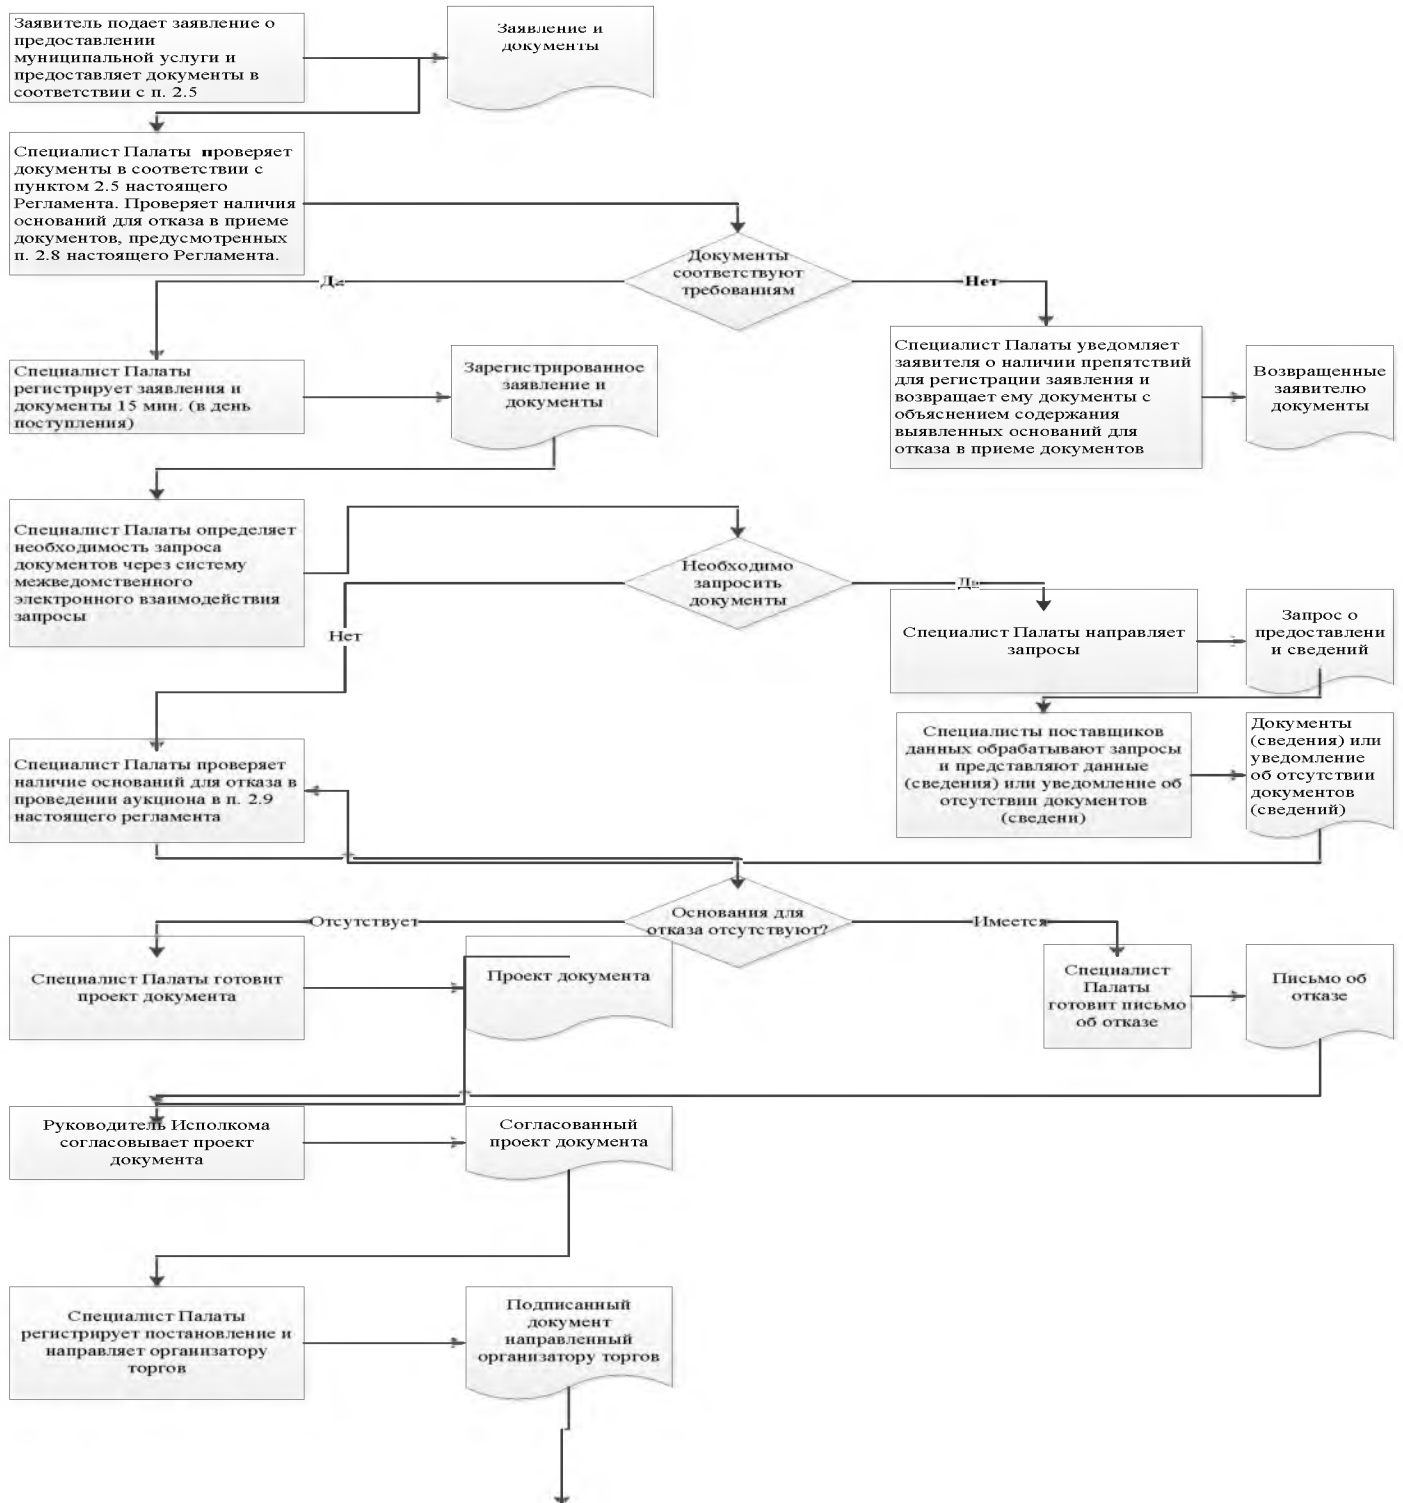 Заявитель подает заявление о
предоставлении
муниципальной услуги и
предоставляет документы в
соответствии с п. 2.5
Заявление и
документы
Специалист Палаты проверяет
документы в соответствии с
пунктом 2.5 настоящего
Регламента. Проверяет наличия
оснований для отказа в приеме
документов, предусмотренных
п. 2.8 настоящего Регламента.
Документы
соответствуют
требованиям
Да
Нет
Специалист Палаты
регистрирует заявления и
документы 15 мин. (в день
поступления)
Зарегистрированное
заявление и
документы
Специалист Палаты уведомляет
заявителя о наличии препятствий
для регистрации заявления и
возвращает ему документы с
объяснением содержания
выявленных оснований для
отказа в приеме документов
Возвращенные
заявителю
документы
Специалист Палаты определяет
необходимость запроса
документов через систему
межведомственного
электронного взаимодействия
запросы
Необходимо
запросить
документы
Да
Нет
Специалист Палаты направляет
запросы
Запрос о
предоставлени
и сведений
Специалисты поставщиков
данных обрабатывают запросы
и представляют данные
(сведения) или уведомление об
отсутствии документов
(сведени)
Документы
(сведения) или
уведомление
об отсутствии
документов
(сведений)
Специалист Палаты проверяет
наличие оснований для отказа в
проведении аукциона в п. 2.9
настоящего регламента
Основания для
отказа отсутствуют?
Отсутствует
Имеется
Специалист Палаты готовит
проект документа
Проект документа
Специалист
Палаты
готовит письмо
об отказе
Письмо об
отказе
Руководитель Исполкома
согласовывает проект
документа
Согласованный
проект документа
Специалист Палаты
регистрирует постановление и
направляет организатору
торгов
Подписанный
документ
направленный
организатору торгов